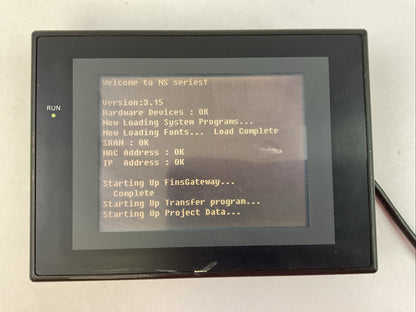 Welcome to NS series!
Version:3.15
Hardware Devices : OK
Now Loading System Programs...
Now Loading Fonts... Load Complete
SRAM : OK
MAC Address : OK
IP Address : OK
Starting Up FinsGateway...
Complete
Starting Up Transfer program...
Starting Up Project Data...
RUN